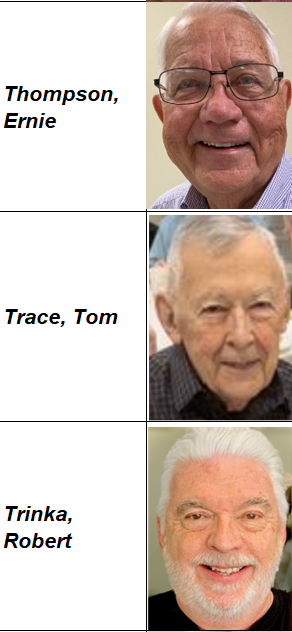 Thompson,
Ernie
Trace, Tom
Trinka,
Robert